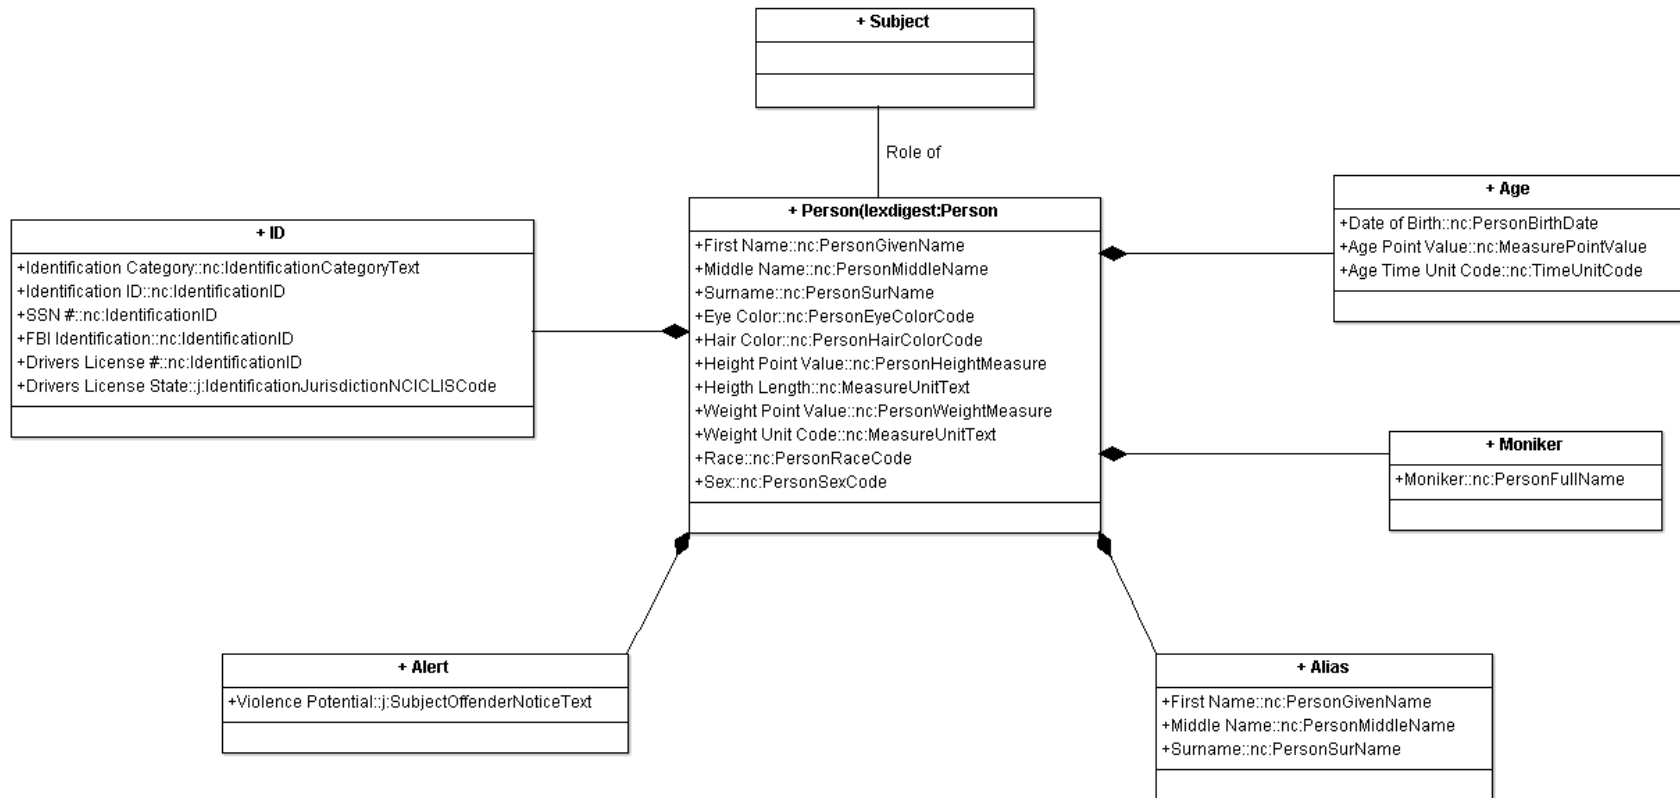 + Subject
Role of
+ Person(lexdigest:Person
+First Name::nc:PersonGivenName
+Middle Name::nc:PersonMiddleName
+Surname::nc:PersonSurName
+Eye Color::nc:PersonEyeColorCode
+Hair Color::nc:PersonHairColorCode
+Height Point Value::nc:PersonHeightMeasure
+Heigth Length::nc:MeasureUnitText
+Weight Point Value::nc:PersonWeightMeasure
+Weight Unit Code::nc:MeasureUnitText
+Race::nc:PersonRaceCode
+Sex::nc:PersonSexCode
+ ID
+Identification Category::nc:IdentificationCategoryText
+Identification ID::nc:IdentificationID
+SSN #::nc:IdentificationID
+FBI Identification::nc:IdentificationID
+Drivers License #::nc:IdentificationID
+Drivers License State::j:IdentificationJurisdictionNCICLISCode
+ Age
+Date of Birth::nc:PersonBirthDate
+Age Point Value::nc:MeasurePointValue
+Age Time Unit Code::nc:TimeUnitCode
+ Moniker
+Moniker::nc:PersonFullName
+ Alert
+Violence Potential::j:SubjectOffenderNoticeText
+ Alias
+First Name::nc:PersonGivenName
+Middle Name::nc:PersonMiddleName
+Surname::nc:PersonSurName